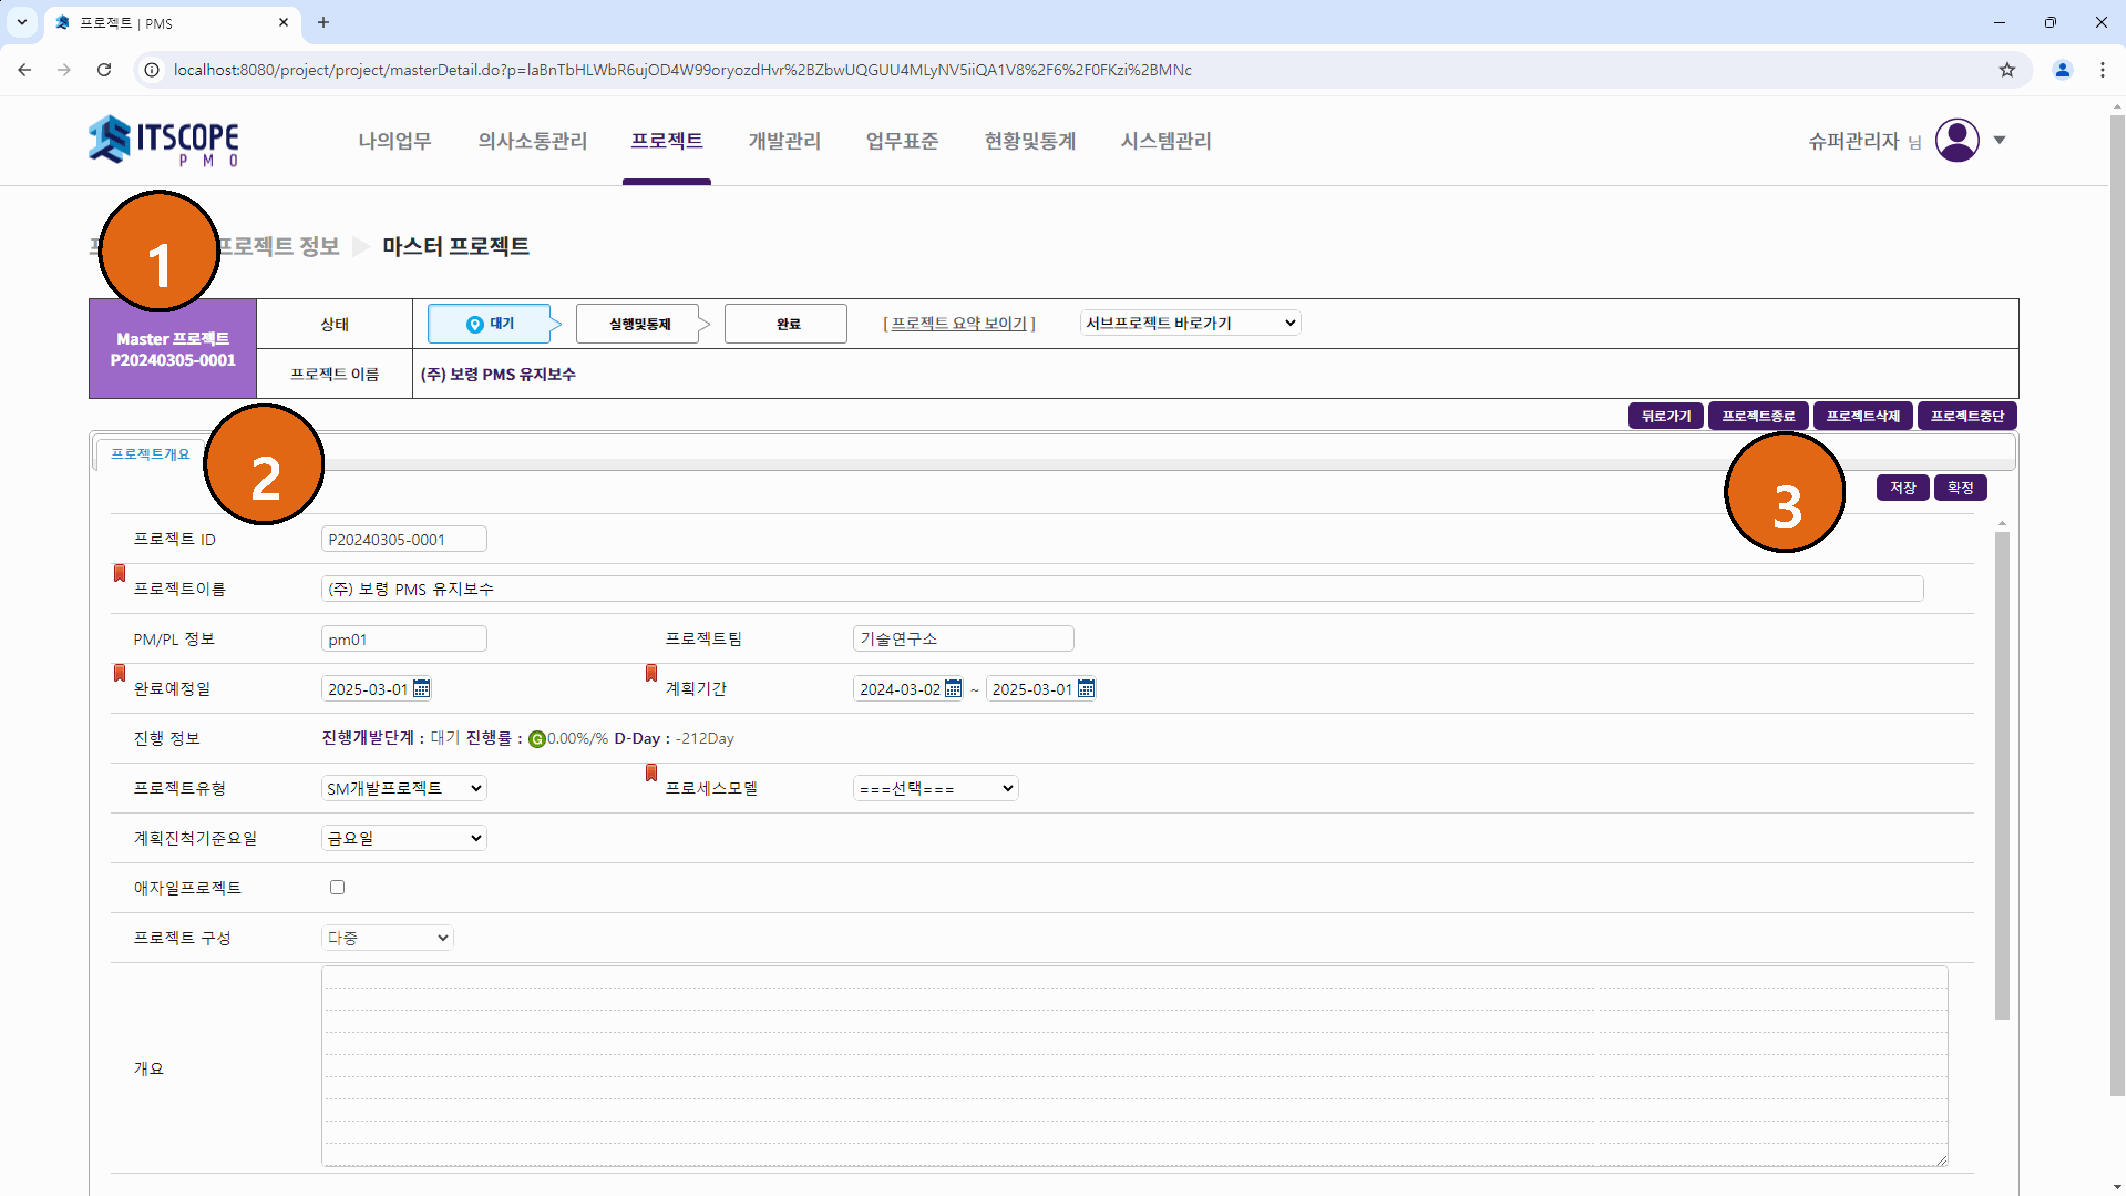 프로젝트 | PMS
localhost:8080/project/project/masterDetail.do?p=laBnTbHLWbR6ujOD4W99oryozdHvr%2BZbwUQGUU4MLyNV5iiQA1V8%2F6%2F0FKzi%2BMNc
ITSCOPE
PMO
나의업무 의사소통관리 프로젝트 개발관리 업무표준 현황및통계 시스템관리
슈퍼관리자 님
1
프로젝트 정보 마스터 프로젝트
Master 프로젝트
P20240305-0001
상태 대기 실행및통제 완료 [ 프로젝트 요약 보이기 ] 서브프로젝트 바로가기
프로젝트 이름 (주) 보령 PMS 유지보수
뒤로가기 프로젝트종료 프로젝트삭제 프로젝트중단
프로젝트개요
2
3
저장 확정
프로젝트 ID P20240305-0001
프로젝트이름 (주) 보령 PMS 유지보수
PM/PL 정보 pm01 프로젝트팀 기술연구소
완료예정일 2025-03-01 계획기간 2024-03-02 ~ 2025-03-01
진행 정보 진행개발단계 : 대기 진행률 : G 0.00%/% D-Day : -212Day
프로젝트유형 SM개발프로젝트 프로세스모델 ===선택===
계획진척기준요일 금요일
애자일프로젝트
프로젝트 구성 다중
개요